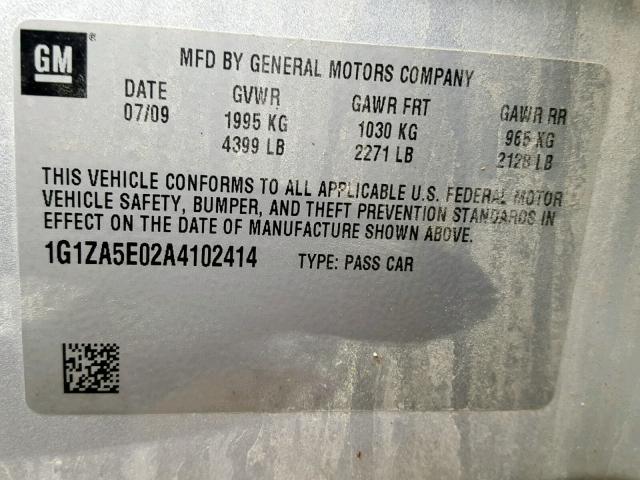 GM ®
MFD BY GENERAL MOTORS COMPANY
DATE GVWR GAWR FRT GAWR RR
07/09 1995 KG 1030 KG 965 KG
4399 LB 2271 LB 2128 LB
THIS VEHICLE CONFORMS TO ALL APPLICABLE U.S. FEDERAL MOTOR
VEHICLE SAFETY, BUMPER, AND THEFT PREVENTION STANDARDS IN
EFFECT ON THE DATE OF MANUFACTURE SHOWN ABOVE.
1G1ZA5E02A4102414 TYPE: PASS CAR